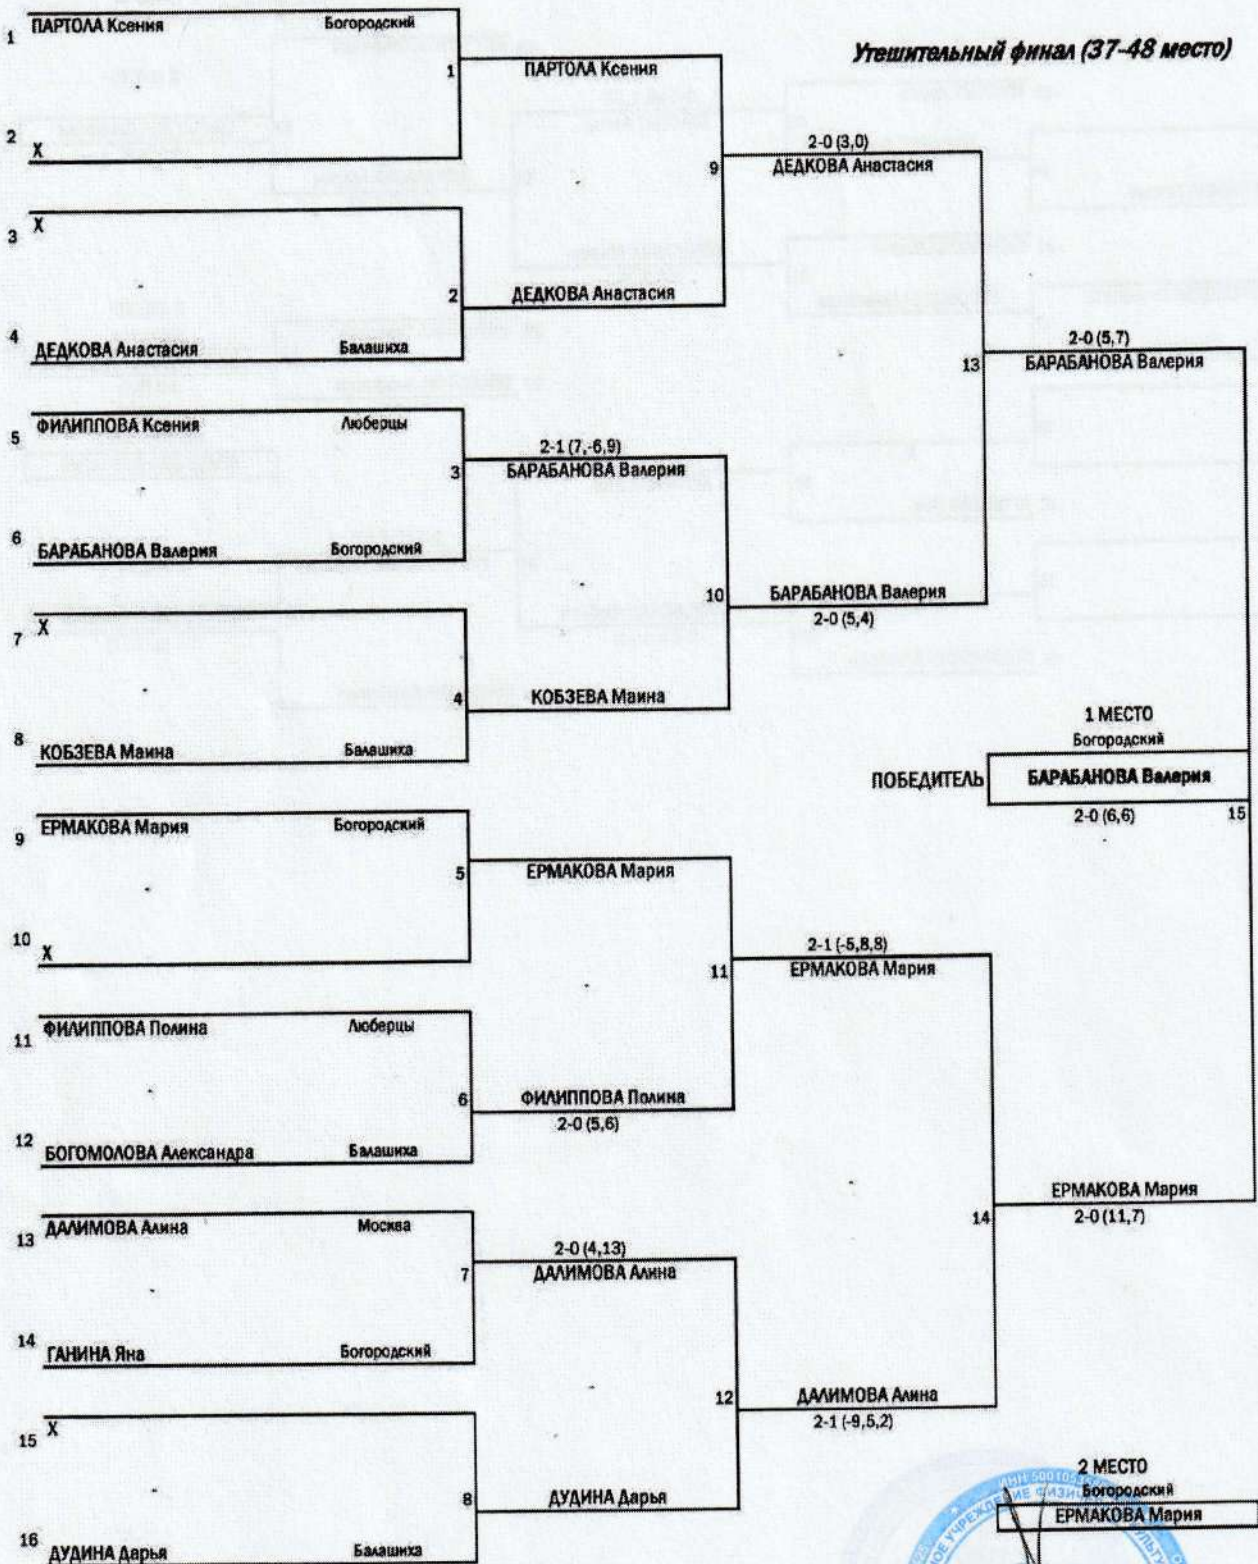 Утешительный финал (37-48 место)
1 ПАРТОЛА Ксения Богородский
1 ПАРТОЛА Ксения
2 X
9 2-0 (3,0)
ДЕДКОВА Анастасия
3 X
2 ДЕДКОВА Анастасия
4 ДЕДКОВА Анастасия Балашиха
13 2-0 (5,7)
БАРАБАНОВА Валерия
5 ФИЛИППОВА Ксения Люберцы
3 2-1 (7,-6,9)
БАРАБАНОВА Валерия
6 БАРАБАНОВА Валерия Богородский
10 БАРАБАНОВА Валерия
2-0 (5,4)
7 X
4 КОБЗЕВА Маина
8 КОБЗЕВА Маина Балашиха
1 МЕСТО
Богородский
ПОБЕДИТЕЛЬ БАРАБАНОВА Валерия
2-0 (6,6) 15
9 ЕРМАКОВА Мария Богородский
5 ЕРМАКОВА Мария
10 X
11 2-1 (-5,8,8)
ЕРМАКОВА Мария
11 ФИЛИППОВА Полина Люберцы
6 ФИЛИППОВА Полина
2-0 (5,6)
12 БОГОМОЛОВА Александра Балашиха
14 ЕРМАКОВА Мария
2-0 (11,7)
13 ДАЛИМОВА Алина Москва
7 2-0 (4,13)
ДАЛИМОВА Алина
14 ГАНИНА Яна Богородский
12 ДАЛИМОВА Алина
2-1 (-9,5,2)
15 X
8 ДУДИНА Дарья
16 ДУДИНА Дарья Балашиха
2 МЕСТО
Богородский
ЕРМАКОВА Мария